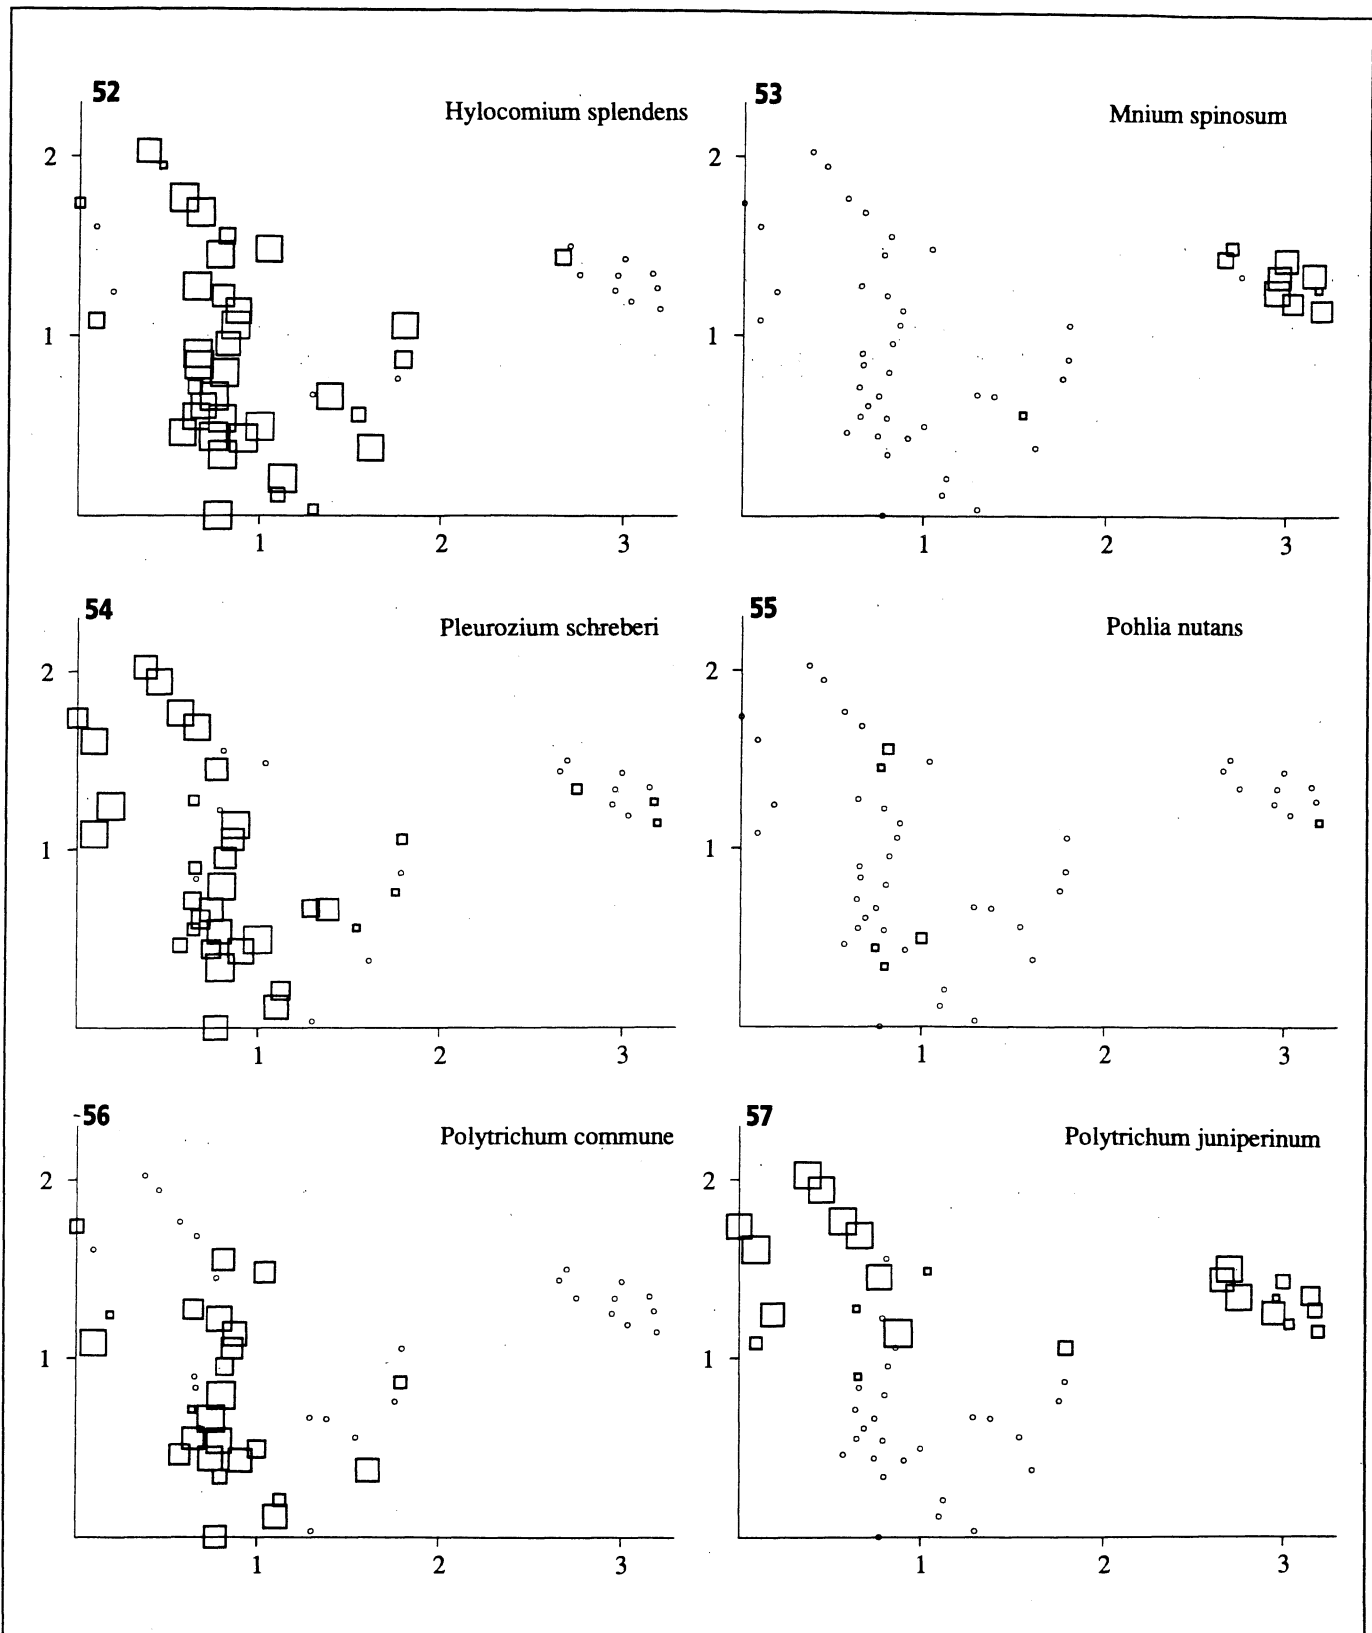 52
Hylocomium splendens
2
1
1 2 3
53
Mnium spinosum
2
1
1 2 3
54
Pleurozium schreberi
2
1
1 2 3
55
Pohlia nutans
2
1
1 2 3
56
Polytrichum commune
2
1
1 2 3
57
Polytrichum juniperinum
2
1
1 2 3